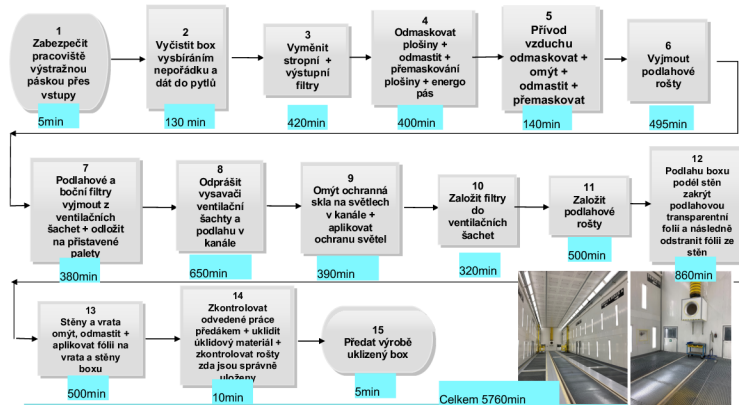 1
Zabezpečit
pracoviště
výstražnou
páskou přes
vstupy
5min
2
Vyčistit box
vysbíráním
nepořádku a
dát do pytlů
130 min
3
Vyměnit
stropní +
výstupní
filtry
420min
4
Odmaskovat
plošiny +
odmastit +
přemaskování
plošiny + energo
pás
400min
5
Přívod
vzduchu
odmaskovat +
omýt +
odmastit +
přemaskovat
140min
6
Vyjmout
podlahové
rošty
495min
7
Podlahové a
boční filtry
vyjmout z
ventilačních
šachet + odložit
na přistavené
palety
380min
8
Odprášit
vysavači
ventilační
šachty a
podlahu v
kanále
650min
9
Omýt ochranná
skla na světlech
v kanále +
aplikovat
ochranu světel
390min
10
Založit filtry
do
ventilačních
šachet
320min
11
Založit
podlahové
rošty
500min
12
Podlahu boxu
podél stěn
zakrýt
podlahovou
transparentní
folií a následně
odstranit fólii ze
stěn
860min
13
Stěny a vrata
omýt, odmastit +
aplikovat fólii na
vrata a stěny
boxu
500min
14
Zkontrolovat
odvedené práce
předákem + uklidit
úklidový materiál +
zkontrolovat rošty
zda jsou správně
uloženy
10min
15
Předat výrobě
uklizený box
5min
Celkem 5760min